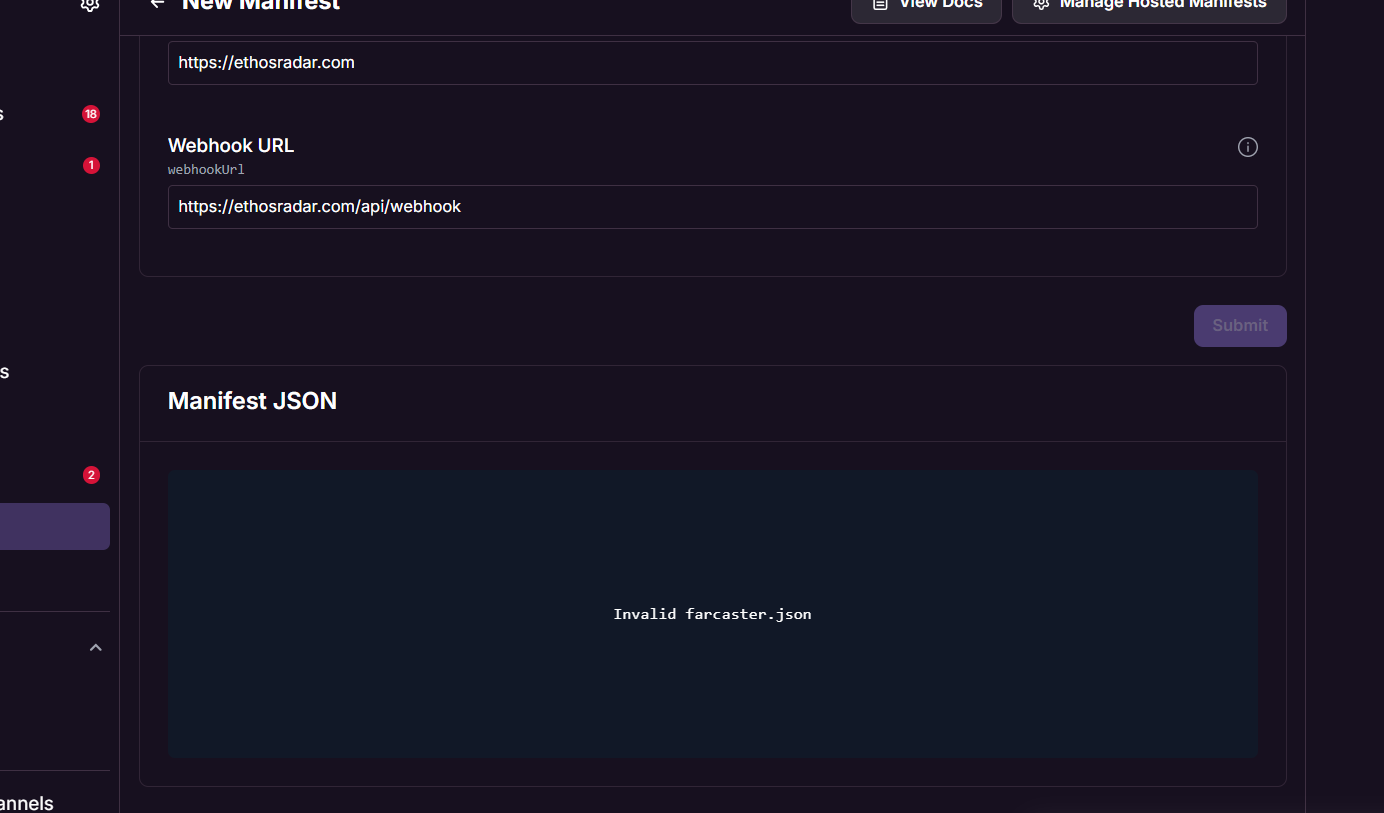 New Manifest
View Docs
Manage Hosted Manifests
https://ethosradar.com
s
18
1
Webhook URL
webhookUrl
https://ethosradar.com/api/webhook
Submit
s
Manifest JSON
2
Invalid farcaster.json
annels